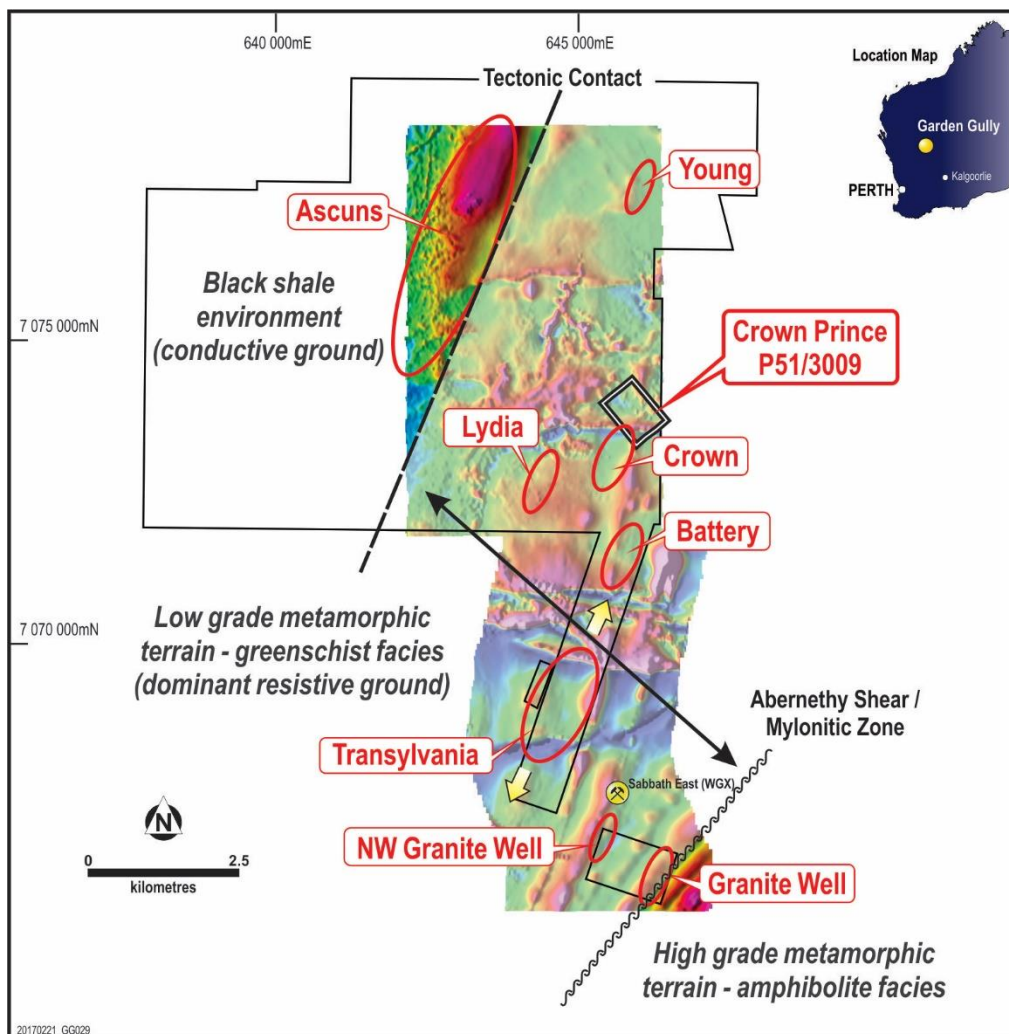 640 000mE
645 000mE
Location Map
Tectonic Contact
Garden Gully
Kalgoorlie
PERTH
Young
Ascuns
Black shale
environment
(conductive ground)
7 075 000mN
Crown Prince
P51/3009
Lydia
Crown
Battery
7 070 000mN
Low grade metamorphic
terrain - greenschist facies
(dominant resistive ground)
Abernethy Shear /
Mylonitic Zone
Transylvania
Sabbath East (WGX)
N
NW Granite Well
0
2.5
kilometres
Granite Well
High grade metamorphic
terrain - amphibolite facies
20170221_GG029